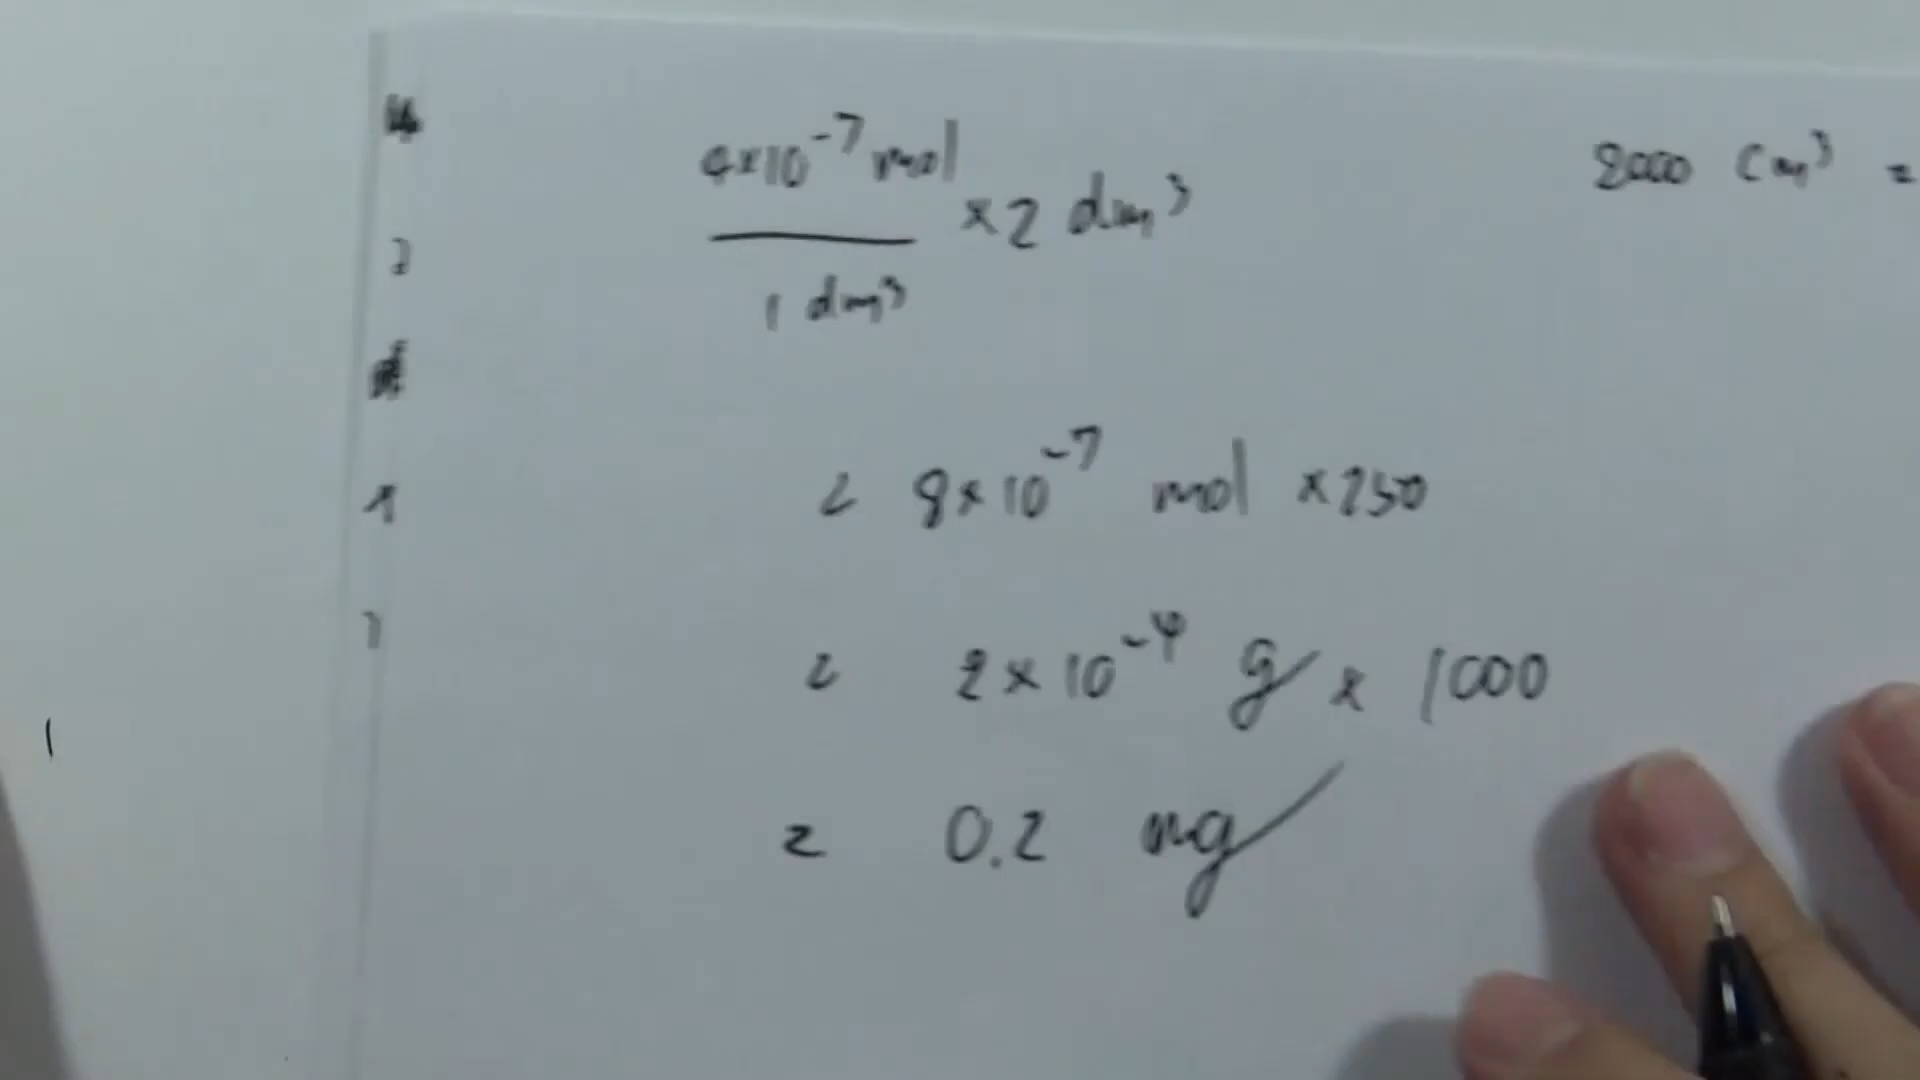 4×10⁻⁷ mol
× 2 dm³
1 dm³
2000 cm³ =
= 8×10⁻⁷ mol ×250
= 2×10⁻⁴ g × 1000
= 0.2 mg